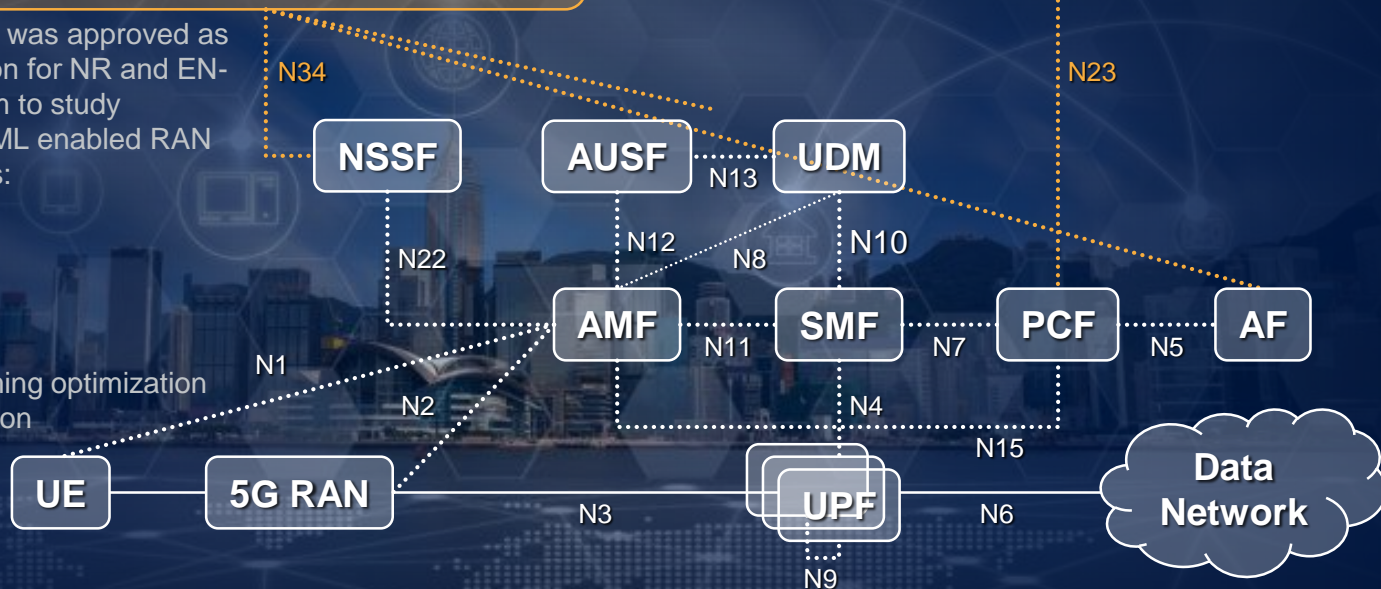 was approved as
on for NR and EN-
to study
ML enabled RAN
N34
N23
NSSF
AUSF
UDM
N13
N22
N12
N8
N10
AMF
SMF
PCF
AF
N11
N7
N5
N1
N2
N4
N15
ning optimization
on
UE
5G RAN
UPF
Data
Network
N3
N6
N9